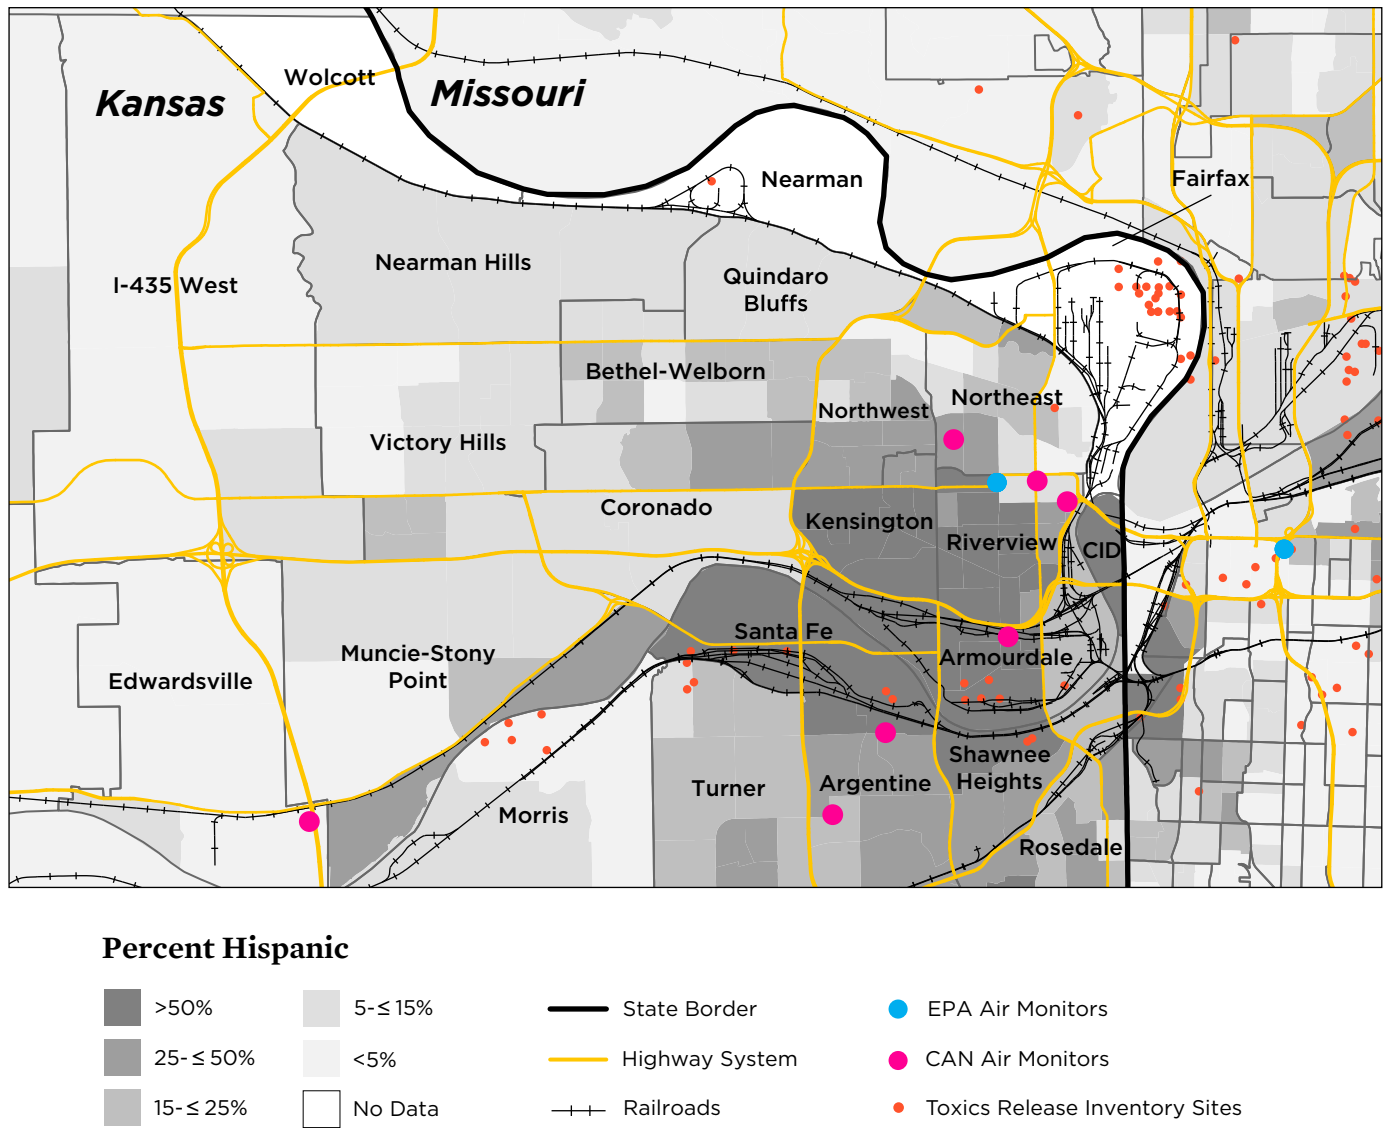 Wolcott
Kansas
Missouri
Nearman
Fairfax
Nearman Hills
I-435 West
Quindaro
Bluffs
Bethel-Welborn
Northwest
Northeast
Victory Hills
Coronado
Kensington
Riverview
CID
Santa Fe
Armourdale
Muncie-Stony
Point
Edwardsville
Shawnee
Heights
Turner
Argentine
Morris
Rosedale
Percent Hispanic
>50%
5-≤ 15%
State Border
EPA Air Monitors
25-≤ 50%
<5%
Highway System
CAN Air Monitors
15-≤ 25%
No Data
Railroads
Toxics Release Inventory Sites